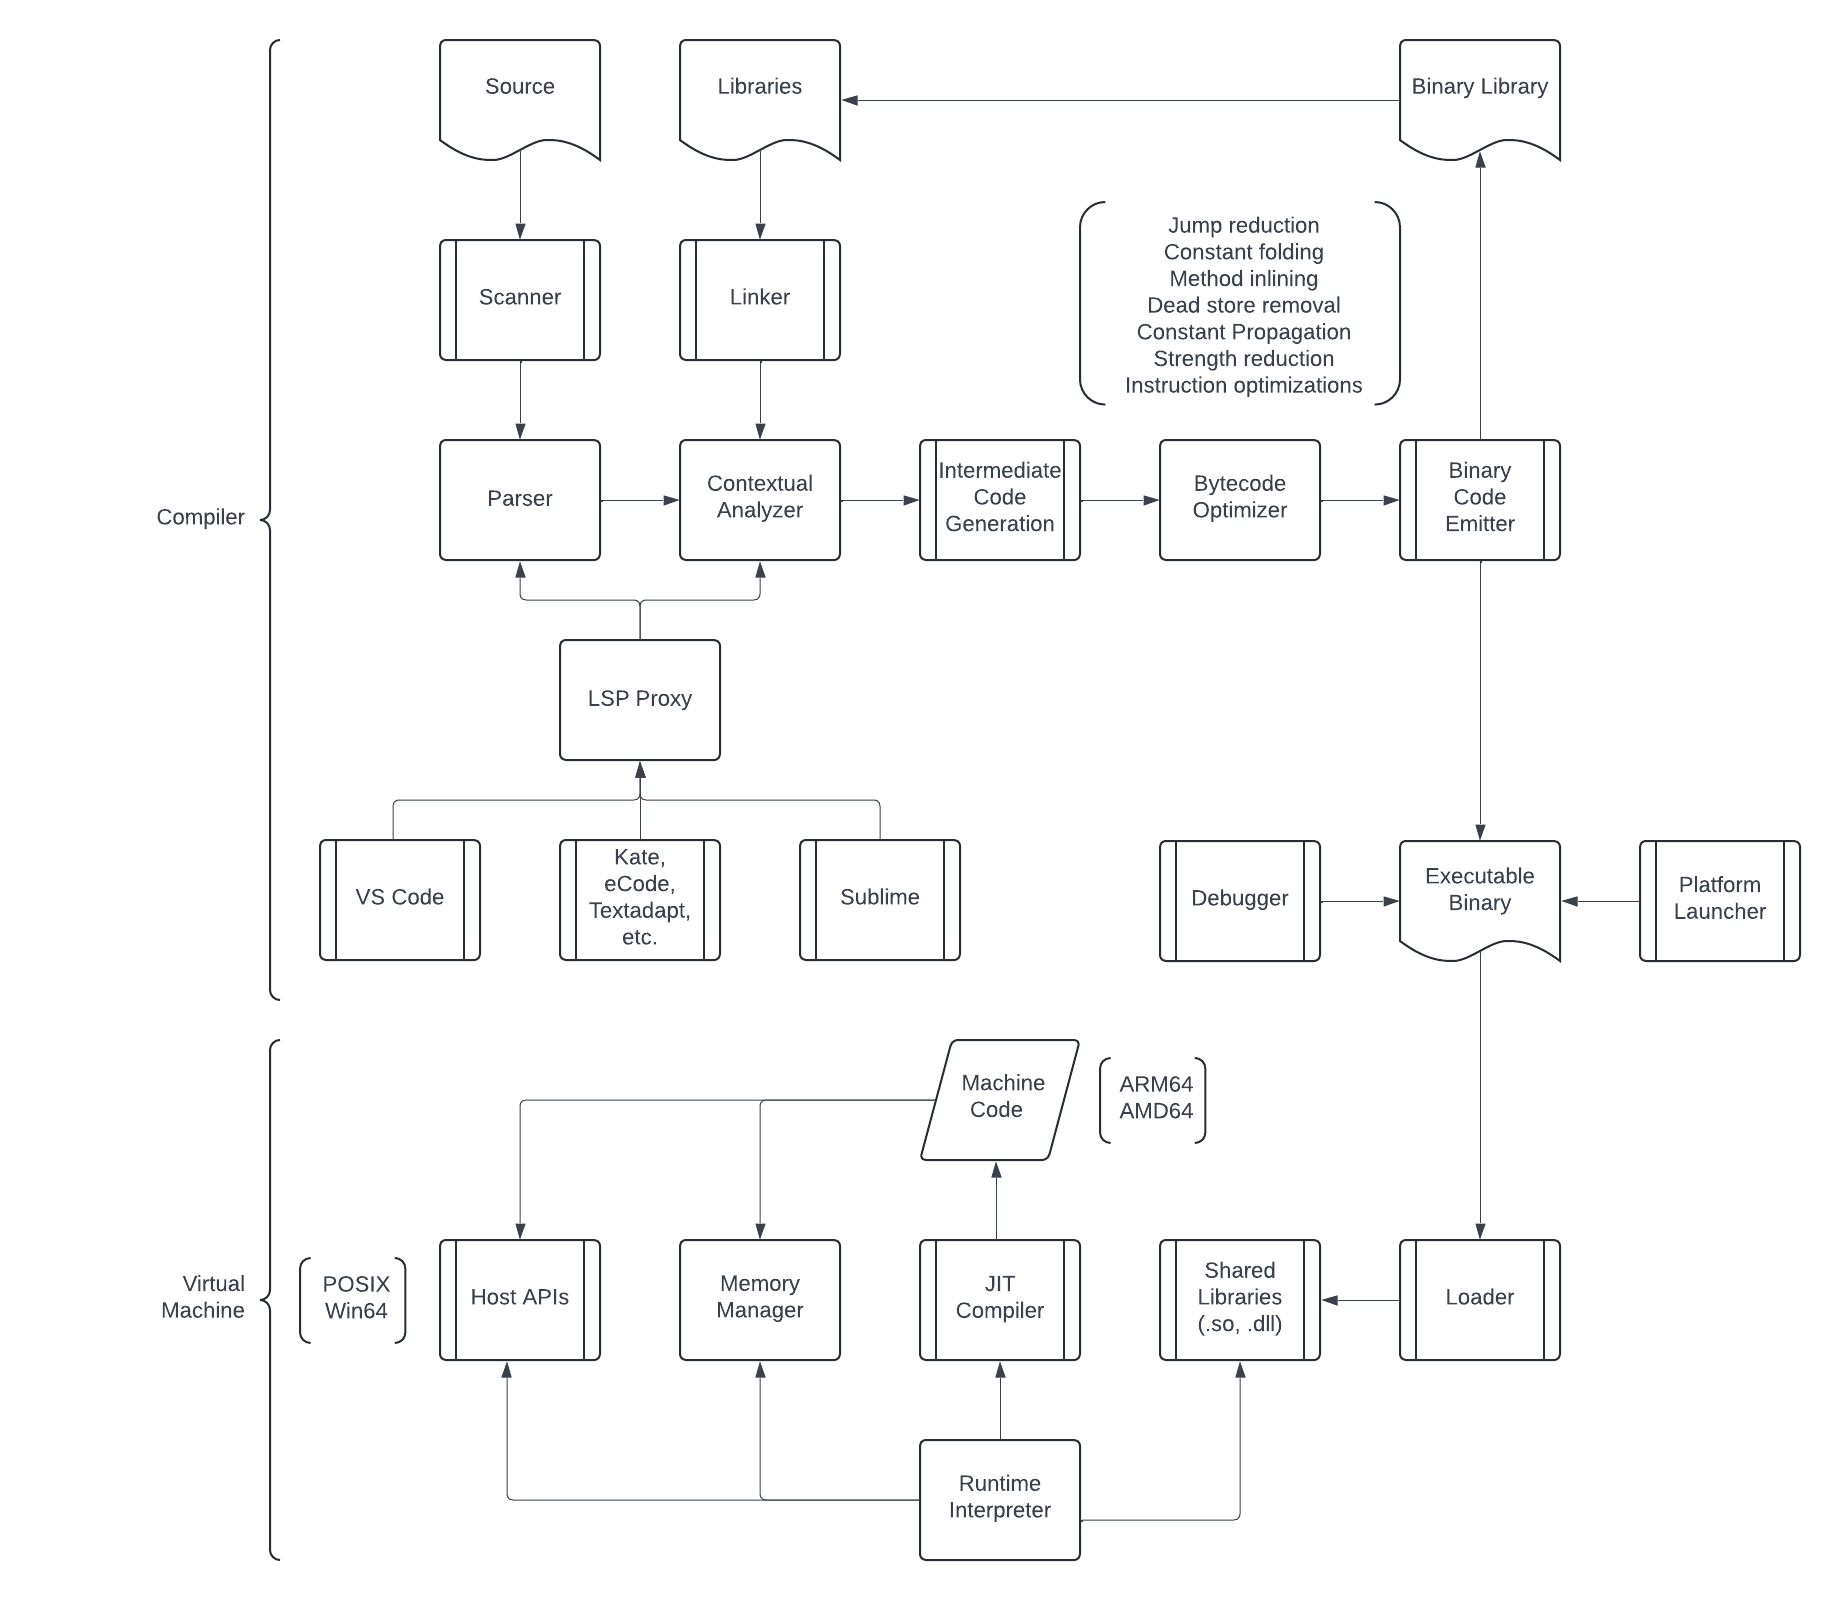 Source
Libraries
Binary Library
Jump reduction
Constant folding
Method inlining
Dead store removal
Constant Propagation
Strength reduction
Instruction optimizations
Scanner
Linker
Compiler
Parser
Contextual
Analyzer
Intermediate
Code
Generation
Bytecode
Optimizer
Binary
Code
Emitter
LSP Proxy
VS Code
Kate,
eCode,
Textadapt,
etc.
Sublime
Debugger
Executable
Binary
Platform
Launcher
Machine
Code
ARM64
AMD64
Virtual
Machine
POSIX
Win64
Host APIs
Memory
Manager
JIT
Compiler
Shared
Libraries
(.so, .dll)
Loader
Runtime
Interpreter